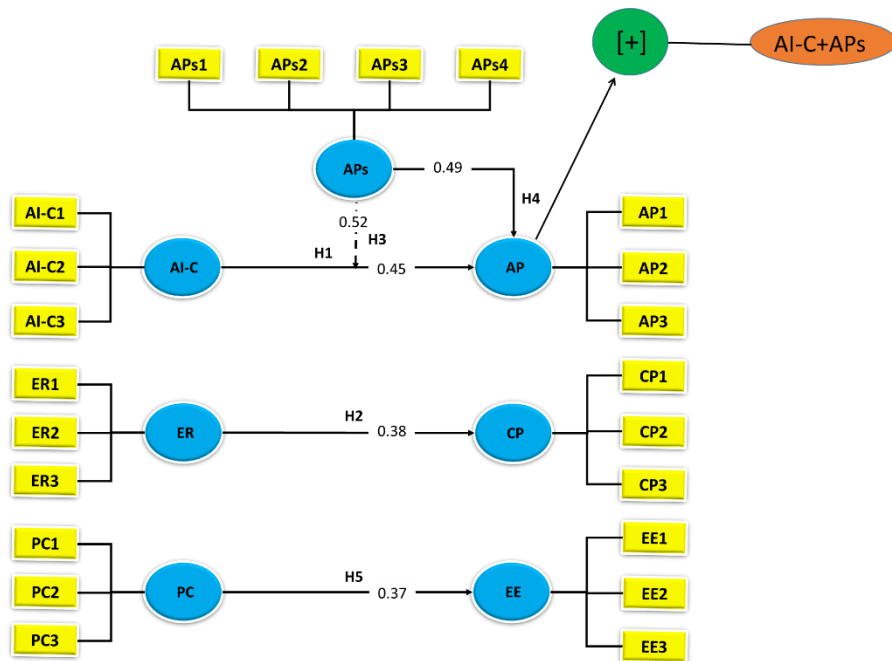 [+]
AI-C+APs
APs1
APs2
APs3
APs4
APs
0.49
H4
0.52
H3
AI-C1
AI-C2
AI-C3
AI-C
H1
0.45
AP
AP1
AP2
AP3
ER1
ER2
ER3
ER
H2
0.38
CP
CP1
CP2
CP3
PC1
PC2
PC3
PC
H5
0.37
EE
EE1
EE2
EE3